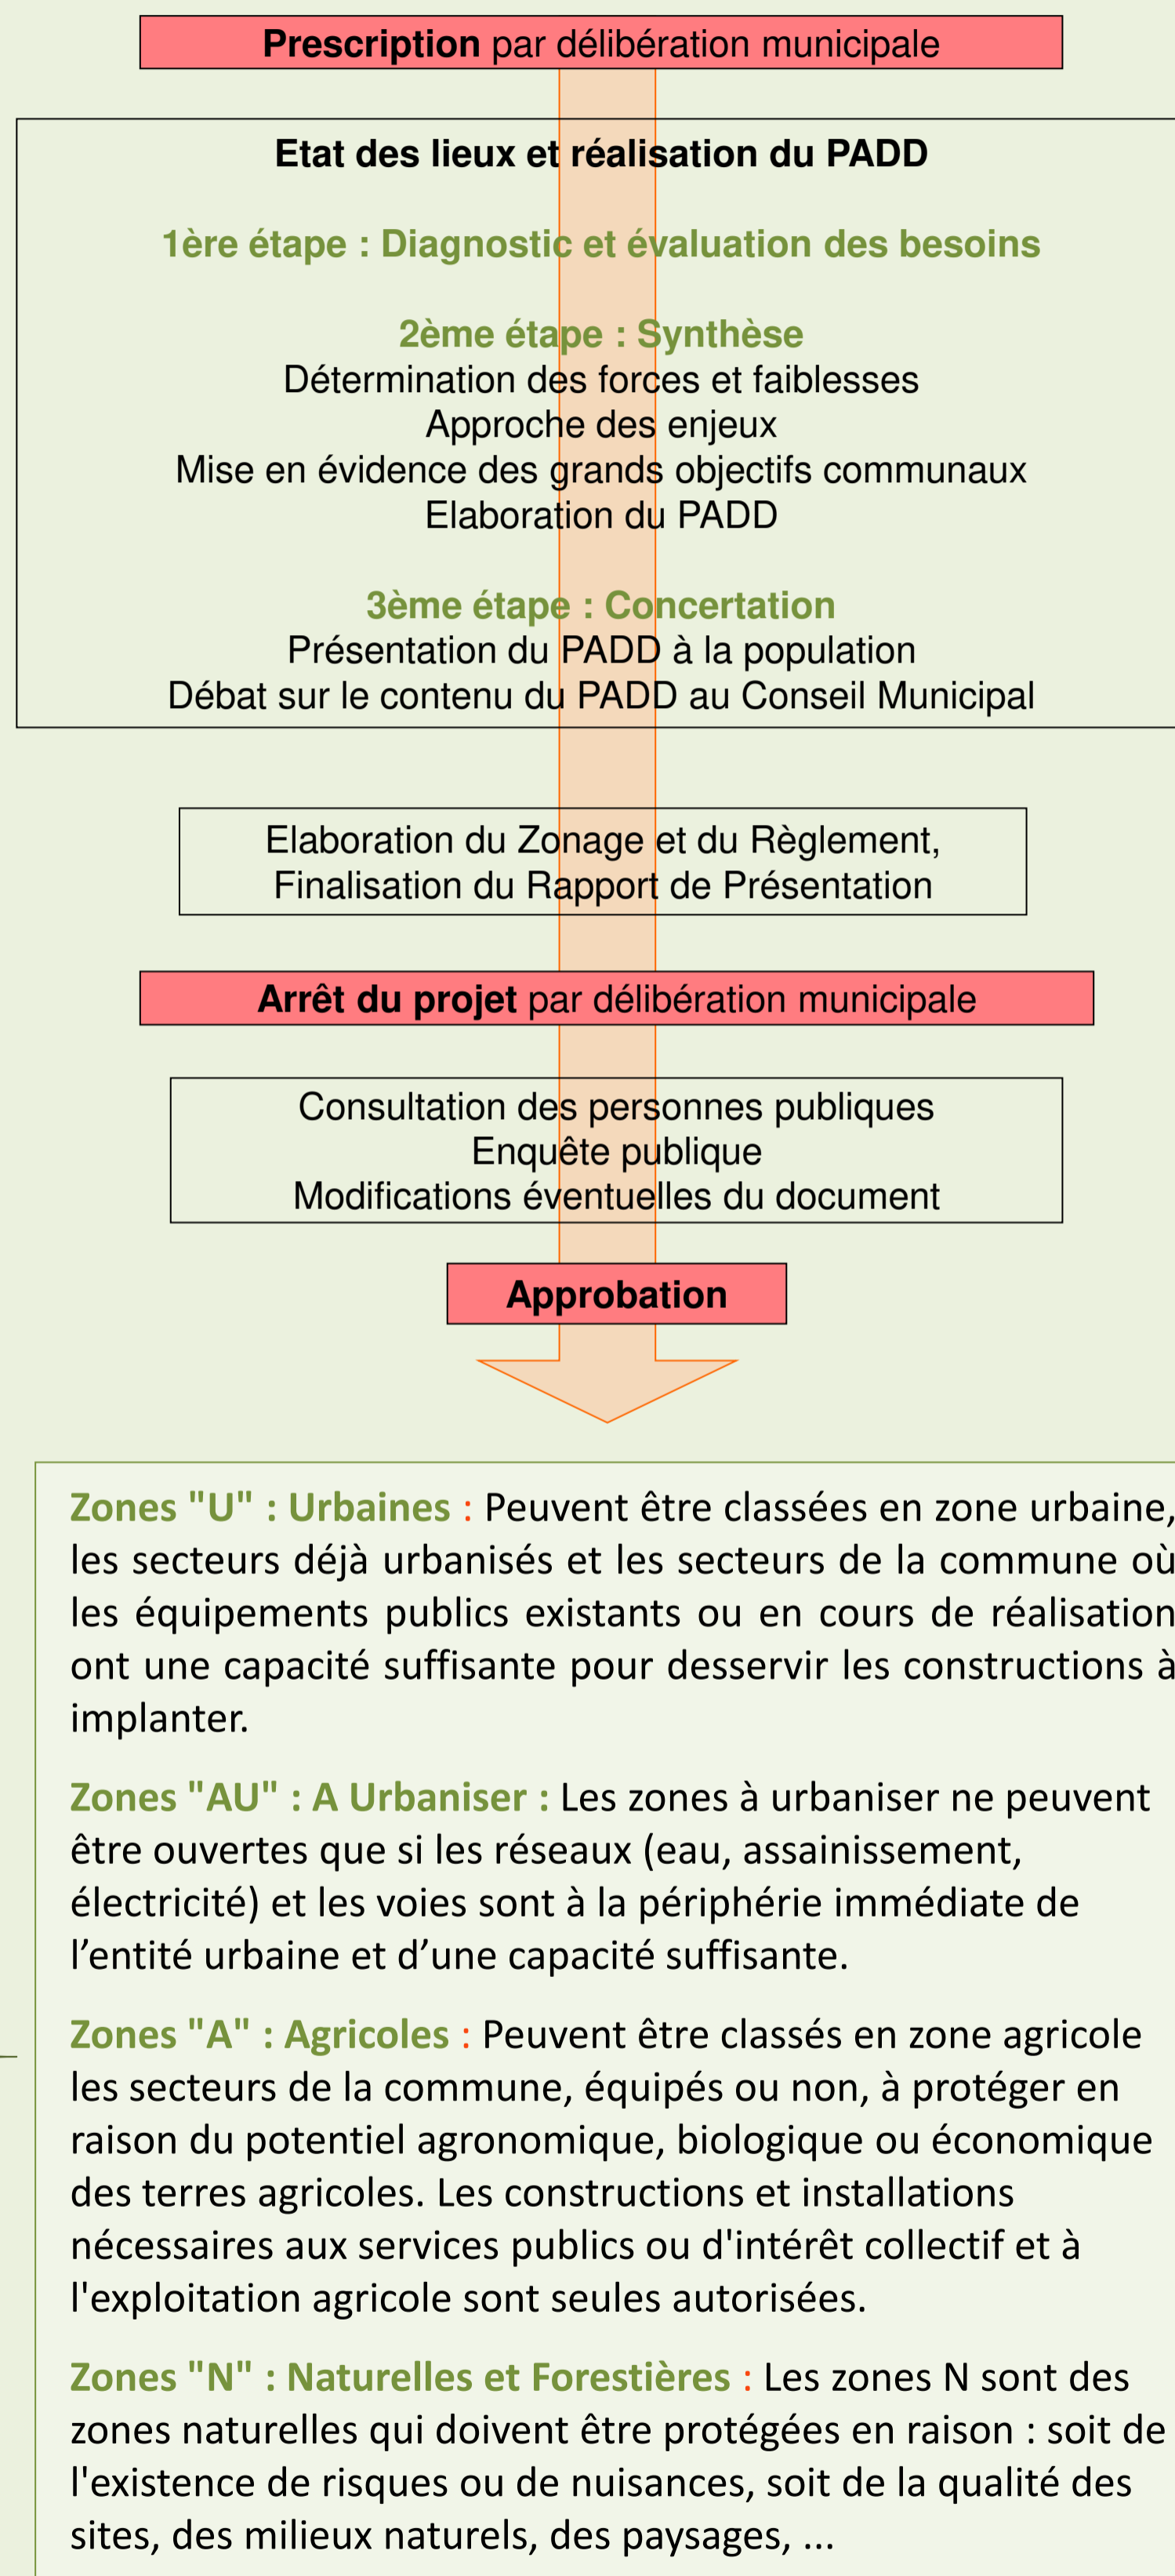 Prescription par délibération municipale
Etat des lieux et réalisation du PADD
1ère étape : Diagnostic et évaluation des besoins
2ème étape : Synthèse
Détermination des forces et faiblesses
Approche des enjeux
Mise en évidence des grands objectifs communaux
Elaboration du PADD
3ème étape : Concertation
Présentation du PADD à la population
Débat sur le contenu du PADD au Conseil Municipal
Elaboration du Zonage et du Règlement,
Finalisation du Rapport de Présentation
Arrêt du projet par délibération municipale
Consultation des personnes publiques
Enquête publique
Modifications éventuelles du document
Approbation
Zones "U" : Urbaines : Peuvent être classées en zone urbaine,
les secteurs déjà urbanisés et les secteurs de la commune où
les équipements publics existants ou en cours de réalisation
ont une capacité suffisante pour desservir les constructions à
implanter.
Zones "AU" : A Urbaniser : Les zones à urbaniser ne peuvent
être ouvertes que si les réseaux (eau, assainissement,
électricité) et les voies sont à la périphérie immédiate de
l’entité urbaine et d’une capacité suffisante.
Zones "A" : Agricoles : Peuvent être classés en zone agricole
les secteurs de la commune, équipés ou non, à protéger en
raison du potentiel agronomique, biologique ou économique
des terres agricoles. Les constructions et installations
nécessaires aux services publics ou d'intérêt collectif et à
l'exploitation agricole sont seules autorisées.
Zones "N" : Naturelles et Forestières : Les zones N sont des
zones naturelles qui doivent être protégées en raison : soit de
l'existence de risques ou de nuisances, soit de la qualité des
sites, des milieux naturels, des paysages, ...